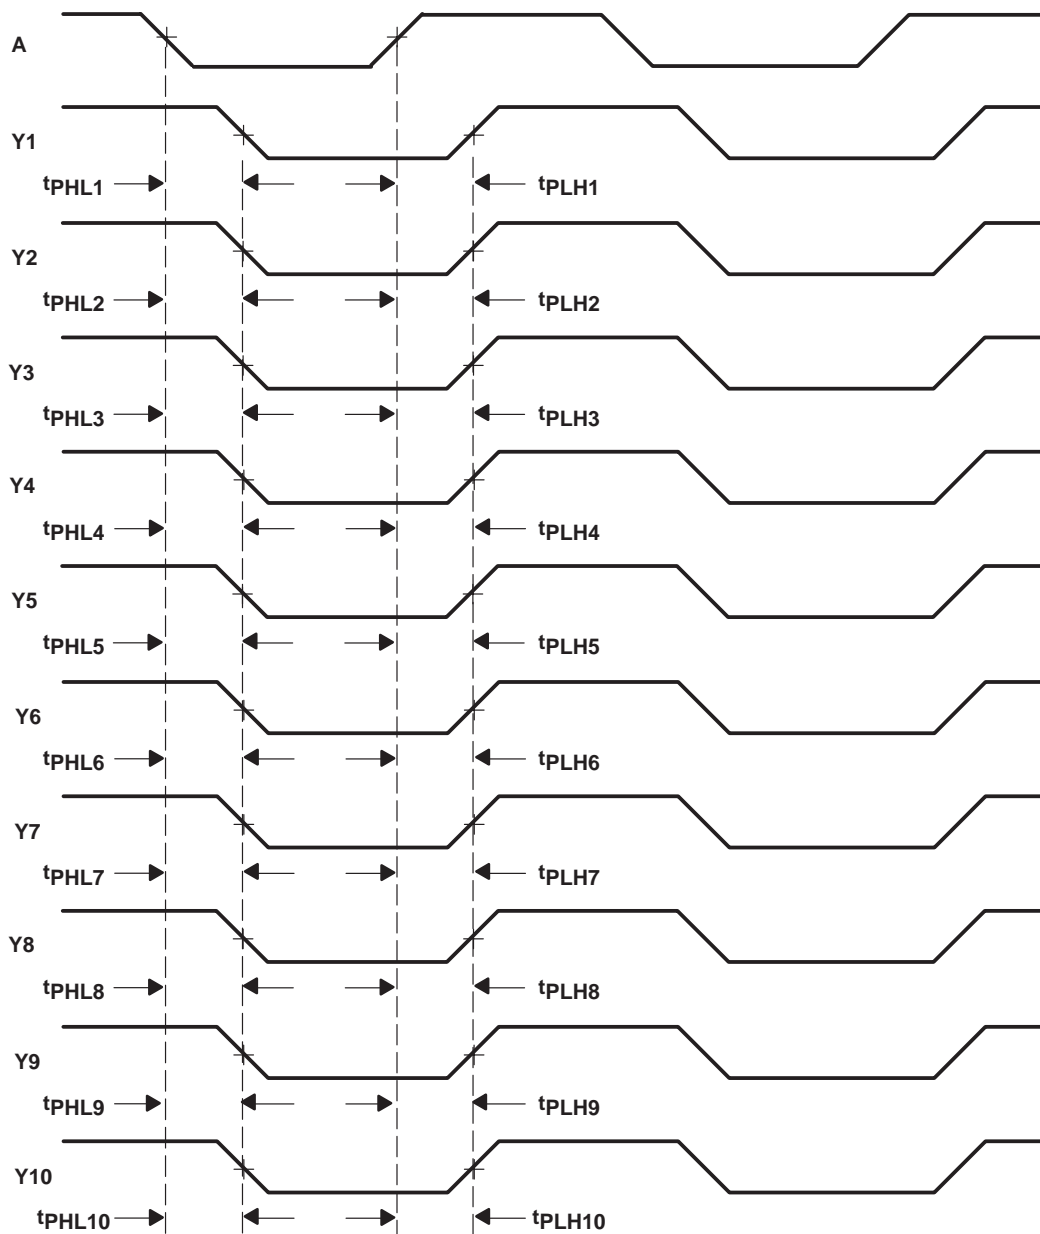 A
Y1
tPHL1 tPLH1
Y2
tPHL2 tPLH2
Y3
tPHL3 tPLH3
Y4
tPHL4 tPLH4
Y5
tPHL5 tPLH5
Y6
tPHL6 tPLH6
Y7
tPHL7 tPLH7
Y8
tPHL8 tPLH8
Y9
tPHL9 tPLH9
Y10
tPHL10 tPLH10